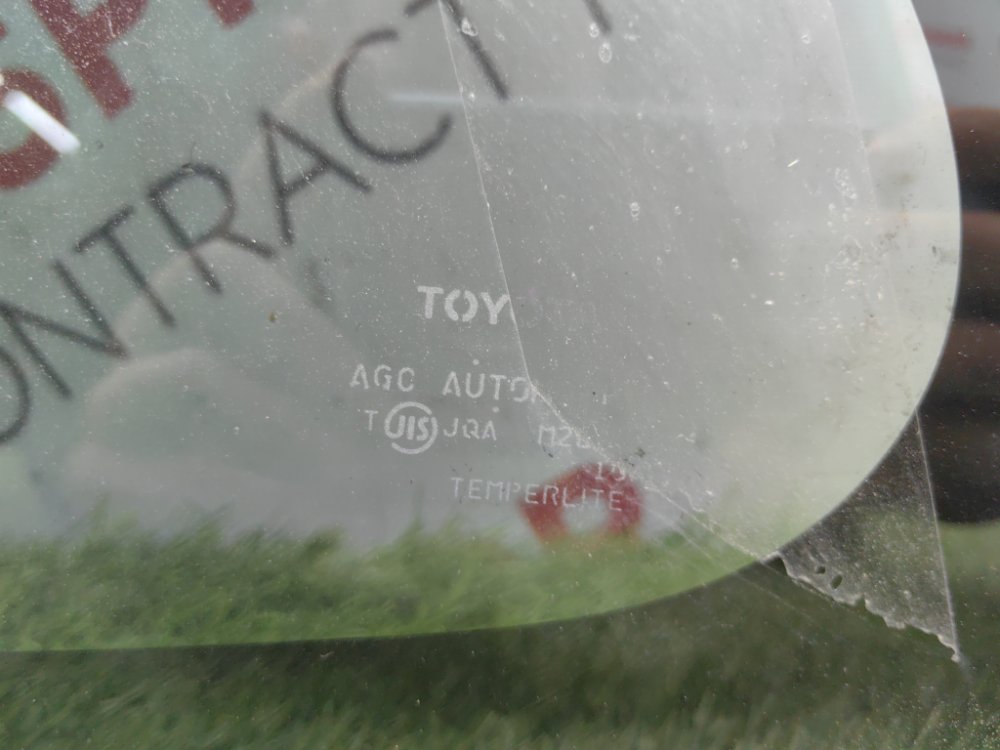 CONTRACT
TOY
AGC AUTO
T JIS JQA M2
TEMPERLITE